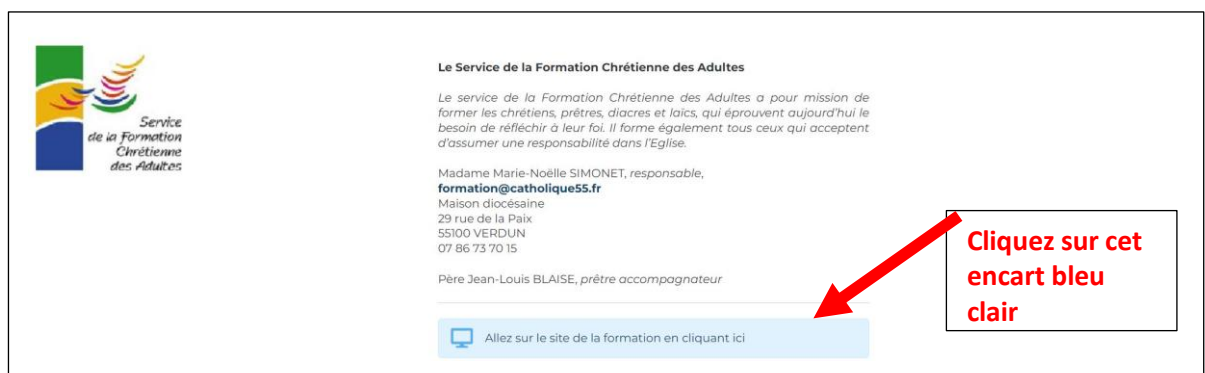 Service
de la Formation
Chrétienne
des Adultes
Le Service de la Formation Chrétienne des Adultes
Le service de la Formation Chrétienne des Adultes a pour mission de
former les chrétiens, prêtres, diacres et laïcs, qui éprouvent aujourd'hui le
besoin de réfléchir à leur foi. Il forme également tous ceux qui acceptent
d'assumer une responsabilité dans l'Eglise.
Madame Marie-Noëlle SIMONET, responsable,
formation@catholique55.fr
Maison diocésaine
29 rue de la Paix
55100 VERDUN
07 86 73 70 15
Père Jean-Louis BLAISE, prêtre accompagnateur
Allez sur le site de la formation en cliquant ici
Cliquez sur cet
encart bleu
clair